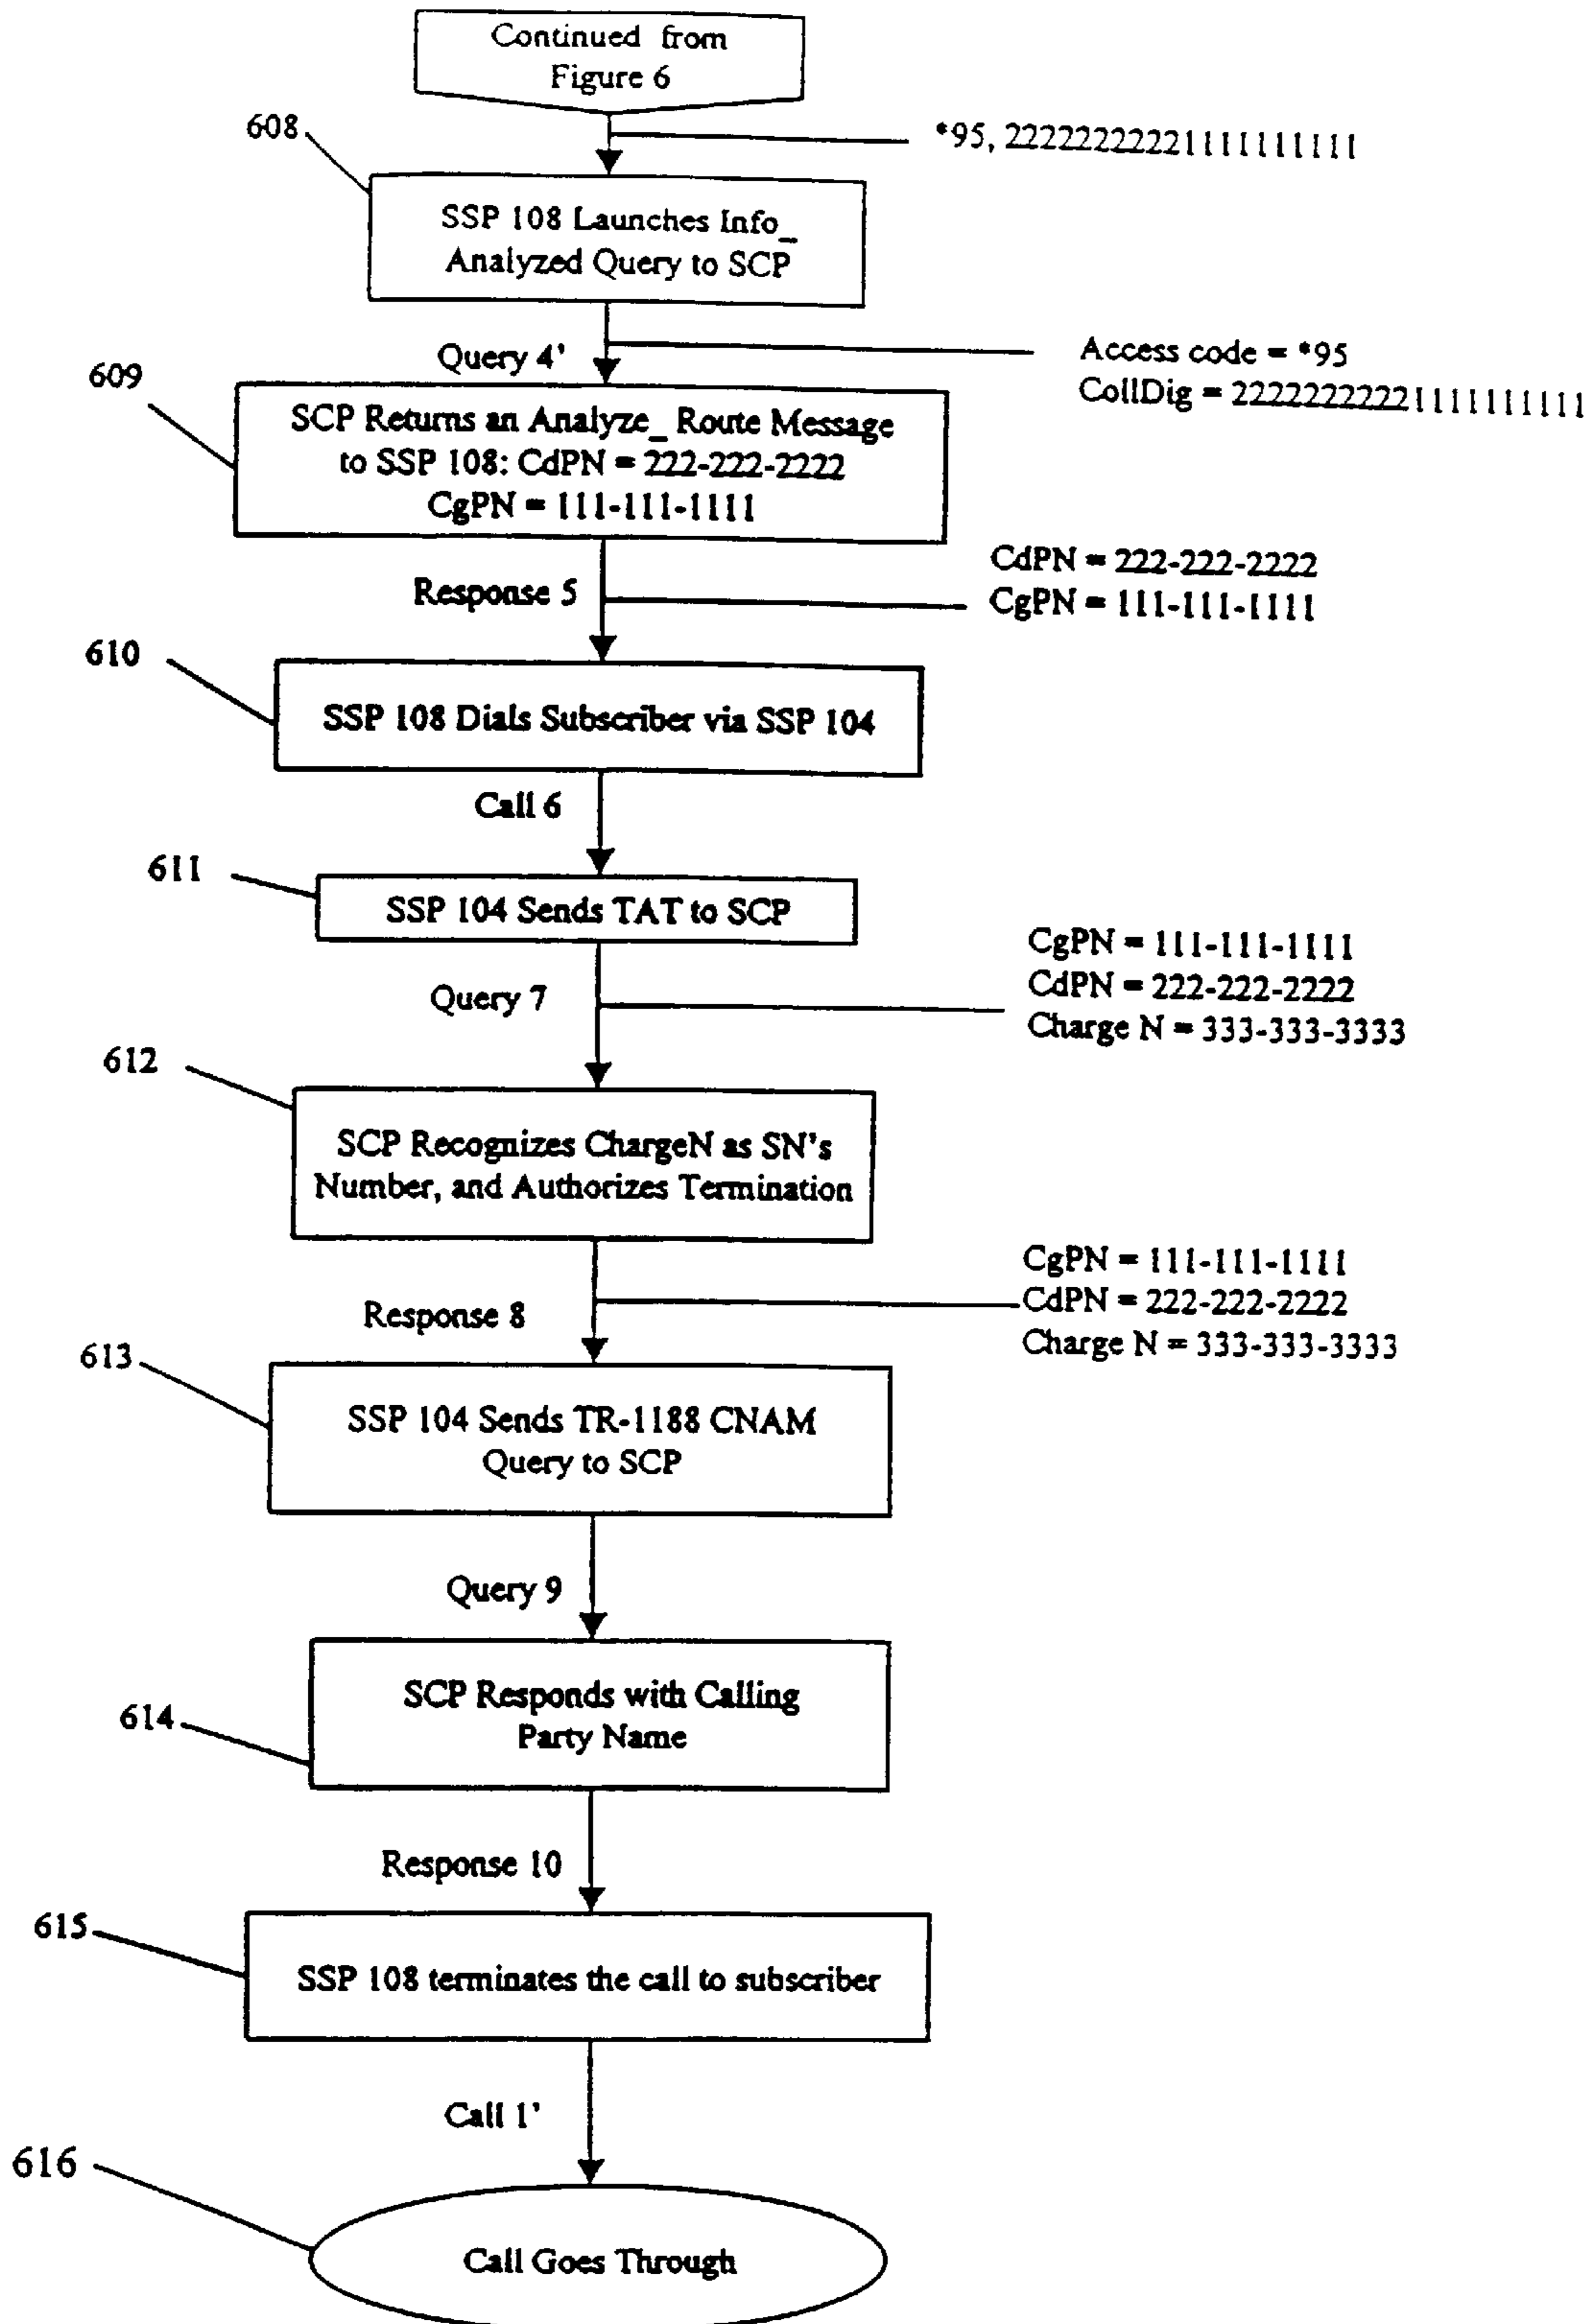 Continued from
Figure 6
608
*95, 22222222221111111111
SSP 108 Launches Info_
Analyzed Query to SCP
Query 4'
Access code = *95
CollDig = 22222222221111111111
609
SCP Returns an Analyze_ Route Message
to SSP 108: CdPN = 222-222-2222
CgPN = 111-111-1111
Response 5
CdPN = 222-222-2222
CgPN = 111-111-1111
610
SSP 108 Dials Subscriber via SSP 104
Call 6
611
SSP 104 Sends TAT to SCP
Query 7
CgPN = 111-111-1111
CdPN = 222-222-2222
Charge N = 333-333-3333
612
SCP Recognizes ChargeN as SN's
Number, and Authorizes Termination
Response 8
CgPN = 111-111-1111
CdPN = 222-222-2222
Charge N = 333-333-3333
613
SSP 104 Sends TR-1188 CNAM
Query to SCP
Query 9
614
SCP Responds with Calling
Party Name
Response 10
615
SSP 108 terminates the call to subscriber
Call 1'
616
Call Goes Through